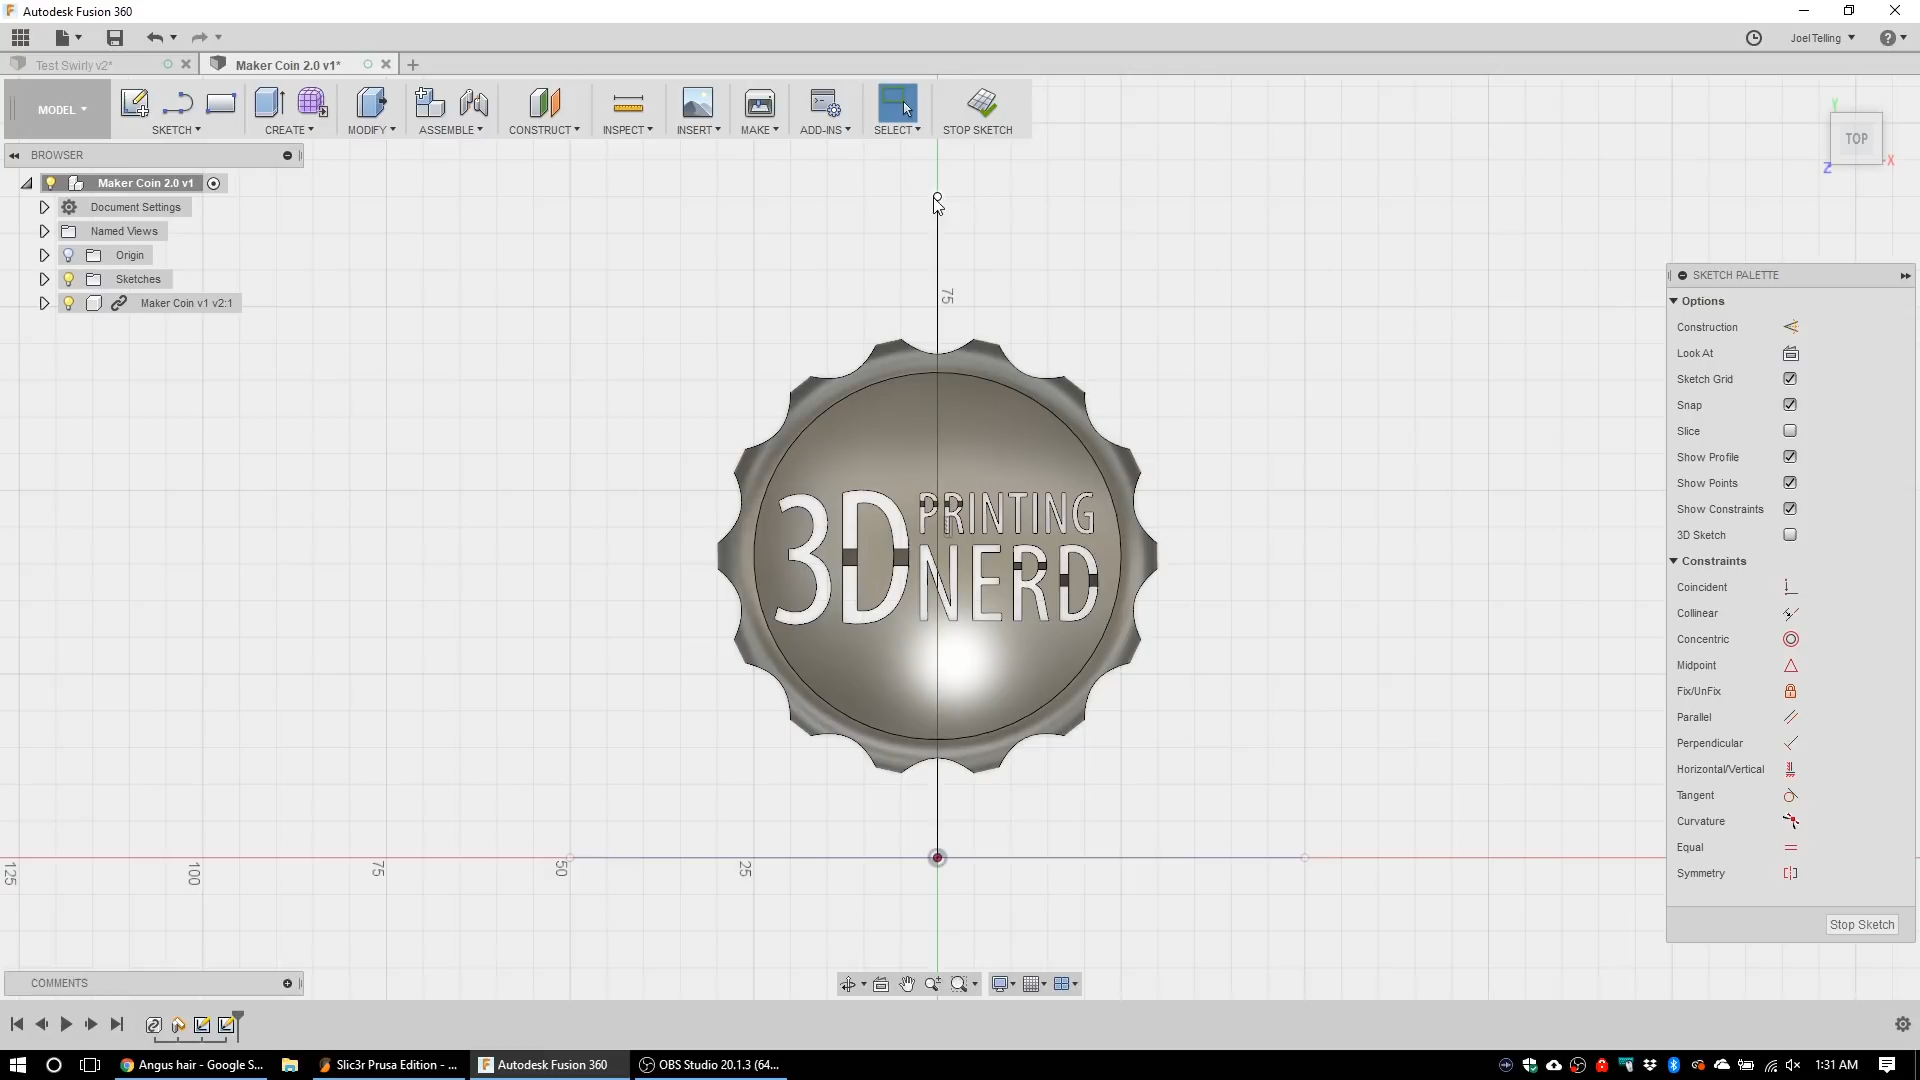 Autodesk Fusion 360
Joel Telling
Test Swirly v2*
Maker Coin 2.0 v1*
MODEL
SKETCH
CREATE
MODIFY
ASSEMBLE
CONSTRUCT
INSPECT
INSERT
MAKE
ADD-INS
SELECT
STOP SKETCH
BROWSER
Maker Coin 2.0 v1
Document Settings
Named Views
Origin
Sketches
Maker Coin v1 v2:1
TOP
Y
X
Z
75
3D PRINTING
NERD
125
100
75
50
25
SKETCH PALETTE
Options
Construction
Look At
Sketch Grid
Snap
Slice
Show Profile
Show Points
Show Constraints
3D Sketch
Constraints
Coincident
Collinear
Concentric
Midpoint
Fix/UnFix
Parallel
Perpendicular
Horizontal/Vertical
Tangent
Curvature
Equal
Symmetry
Stop Sketch
COMMENTS
Angus hair - Google S...
Slic3r Prusa Edition - ...
Autodesk Fusion 360
OBS Studio 20.1.3 (64...
1:31 AM